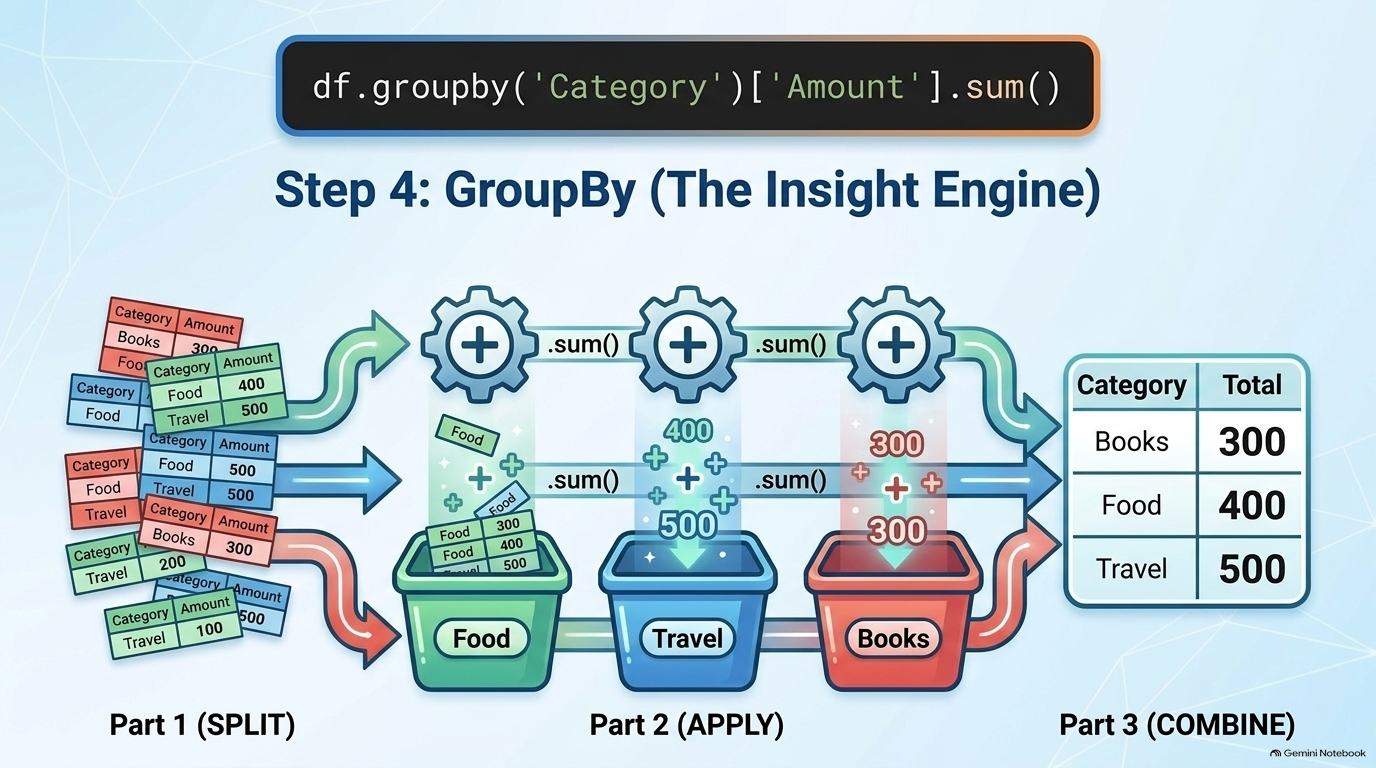 df.groupby('Category')['Amount'].sum()
Step 4: GroupBy (The Insight Engine)
Category Amount
Books 300
Category Amount
Food 400
Travel 500
Category
Food
Category Amount
Food 500
Travel 500
Category
Food
Travel
Category Amount
Books 300
Category
Travel 200
Category Amount
500
Category Amount
Travel 100
.sum() .sum()
Food
400
300
.sum() .sum()
Food
500
300
Food 300
Food 400
500
Food
Travel
Books
Category Total
Books 300
Food 400
Travel 500
Part 1 (SPLIT)
Part 2 (APPLY)
Part 3 (COMBINE)
Gemini Notebook